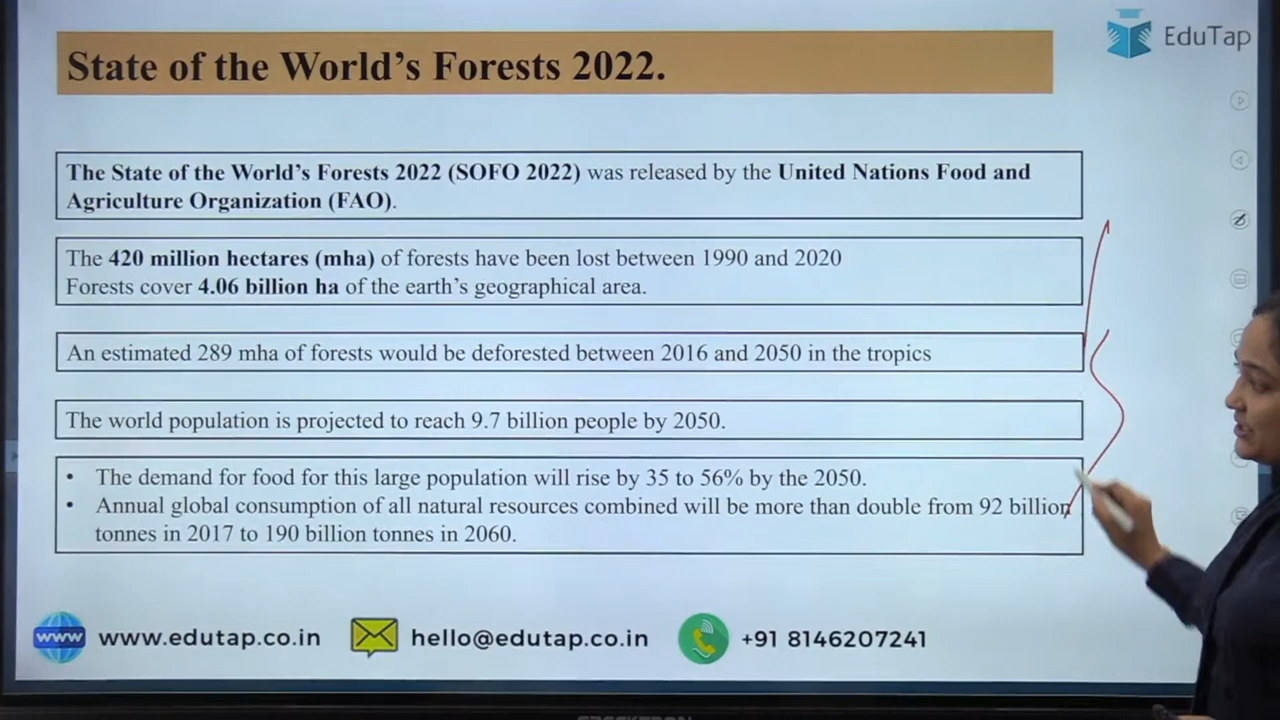 State of the World's Forests 2022.
EduTap
The State of the World's Forests 2022 (SOFO 2022) was released by the United Nations Food and
Agriculture Organization (FAO).
The 420 million hectares (mha) of forests have been lost between 1990 and 2020
Forests cover 4.06 billion ha of the earth's geographical area.
An estimated 289 mha of forests would be deforested between 2016 and 2050 in the tropics
The world population is projected to reach 9.7 billion people by 2050.
• The demand for food for this large population will rise by 35 to 56% by the 2050.
• Annual global consumption of all natural resources combined will be more than double from 92 billion
tonnes in 2017 to 190 billion tonnes in 2060.
www www.edutap.co.in hello@edutap.co.in +91 8146207241